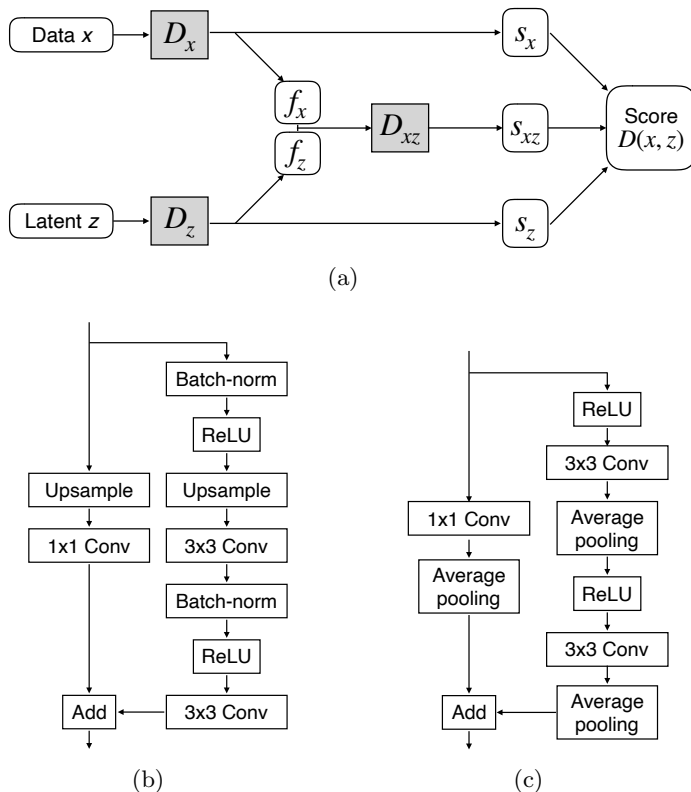 Data x
D_x
s_x
f_x
D_xz
s_xz
Score
D(x, z)
f_z
Latent z
D_z
s_z
(a)
Batch-norm
ReLU
Upsample
Upsample
1x1 Conv
3x3 Conv
Batch-norm
ReLU
Add
3x3 Conv
(b)
ReLU
3x3 Conv
1x1 Conv
Average
pooling
Average
pooling
ReLU
3x3 Conv
Add
Average
pooling
(c)